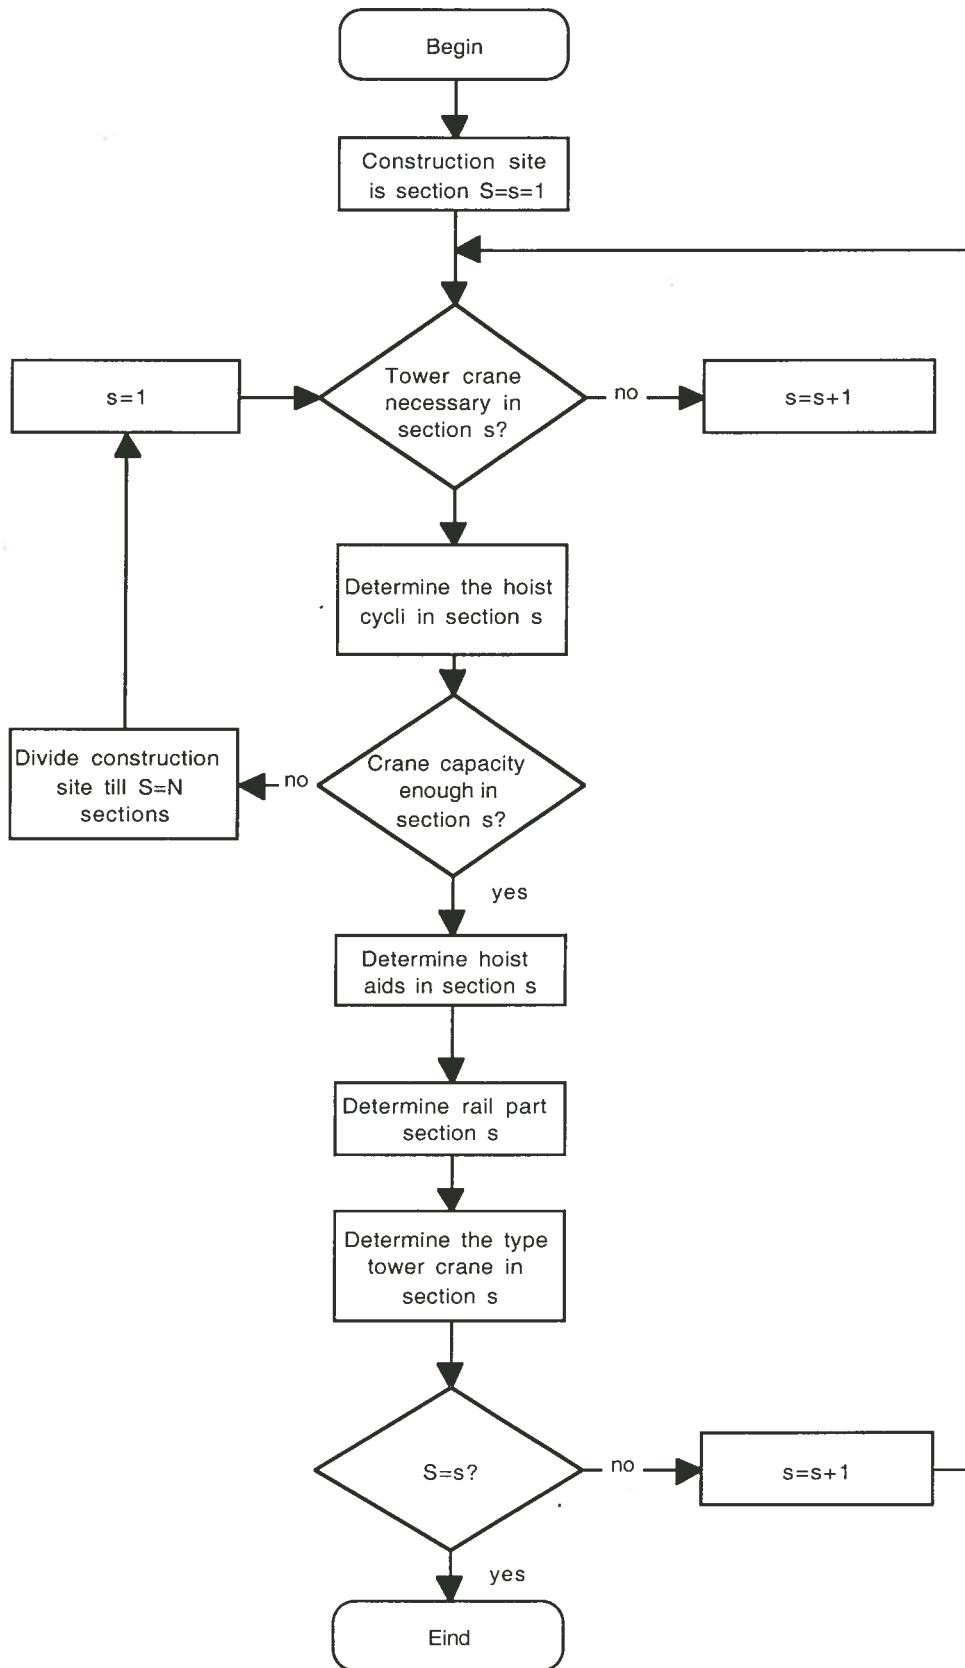 Begin
Construction site
is section S=s=1
s=1
Tower crane
necessary in
section s?
no
s=s+1
Determine the hoist
cycli in section s
Divide construction
site till S=N
sections
no
Crane capacity
enough in
section s?
yes
Determine hoist
aids in section s
Determine rail part
section s
Determine the type
tower crane in
section s
S=s?
no
s=s+1
yes
Eind